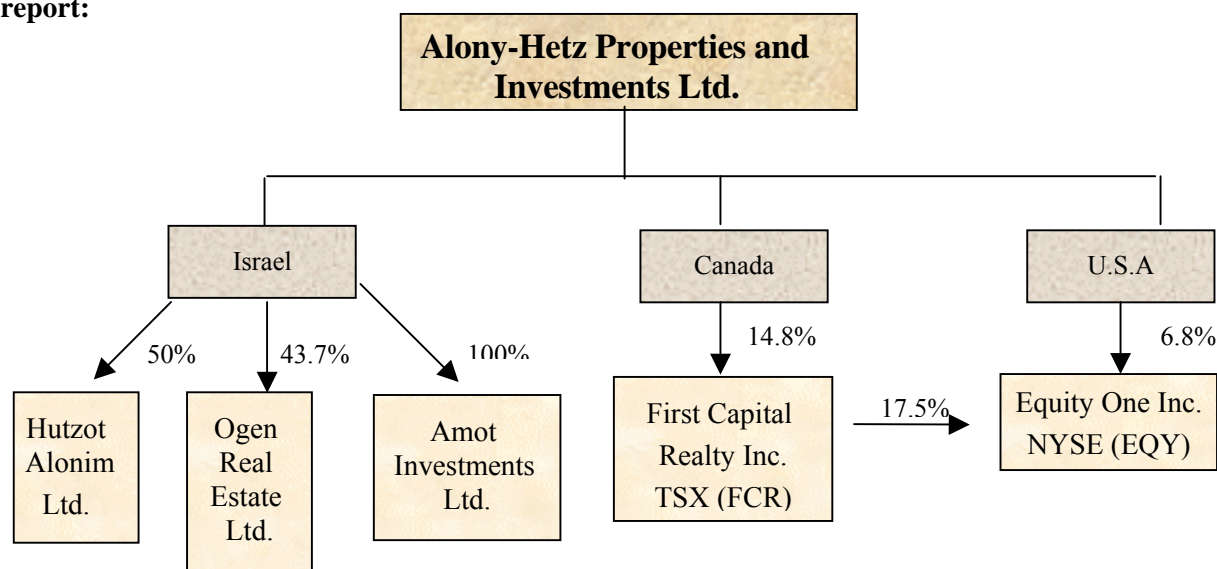 report:
Alony-Hetz Properties and
Investments Ltd.
Israel
Canada
U.S.A
50%
43.7%
100%
14.8%
6.8%
Hutzot
Alonim
Ltd.
Ogen
Real
Estate
Ltd.
Amot
Investments
Ltd.
First Capital
Realty Inc.
TSX (FCR)
17.5%
Equity One Inc.
NYSE (EQY)